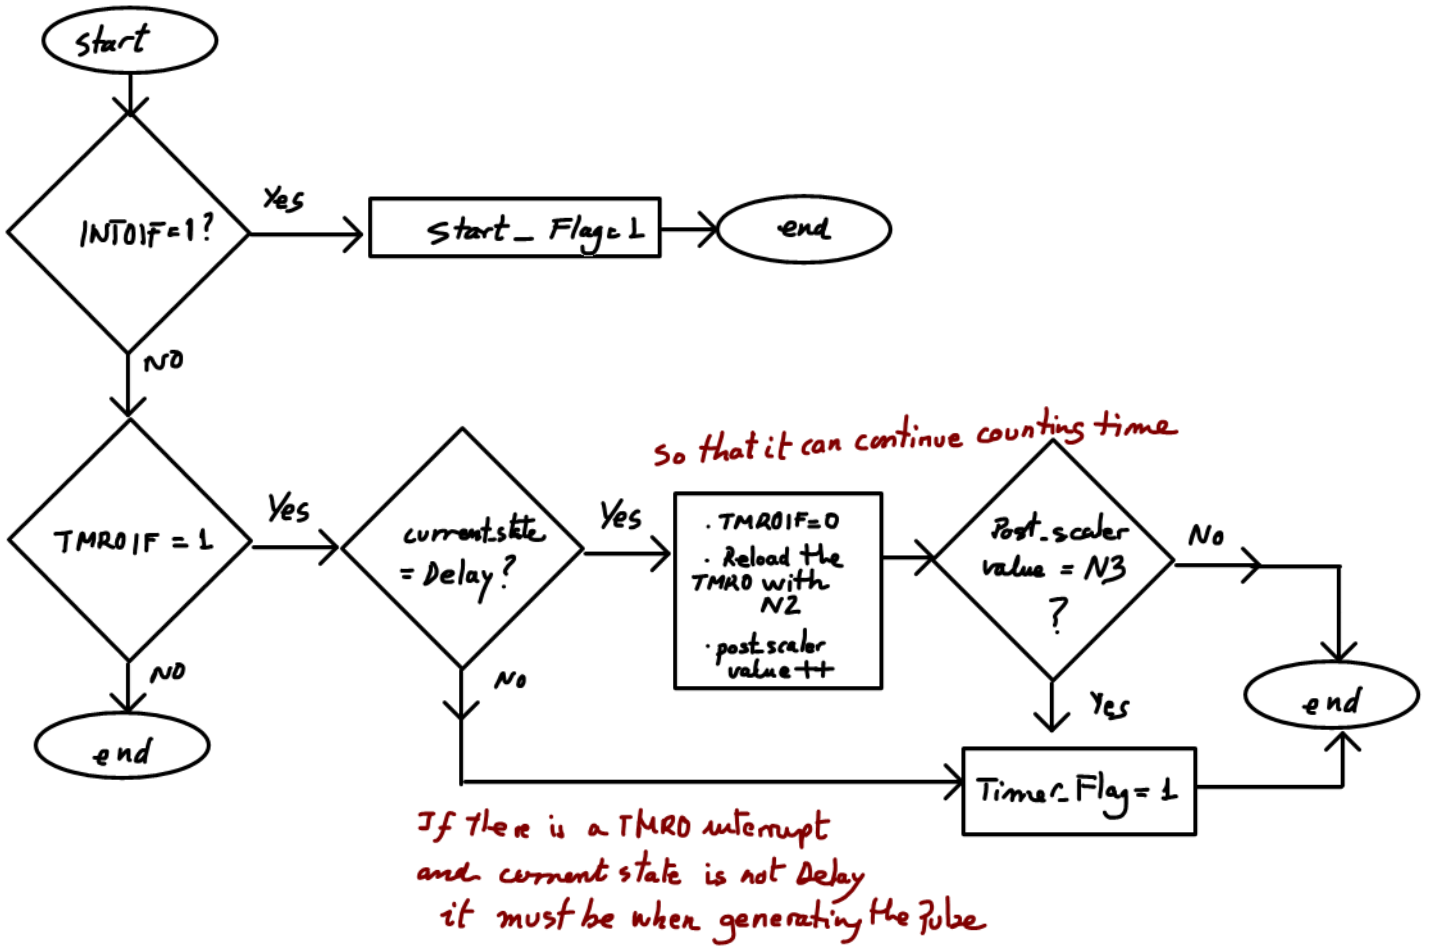 start
INT0IF=1?
Yes
Start_ Flag=1
end
NO
TMR0IF = 1
Yes
current_state
= Delay?
Yes
so that it can continue counting time
. TMR0IF=0
. Reload the
TMR0 with
N2
. post_scaler
value ++
Post_scaler
value = N3
?
No
NO
end
No
Yes
end
Timer_Flag=1
If there is a TMR0 interrupt
and current state is not Delay
it must be when generating the Pulse